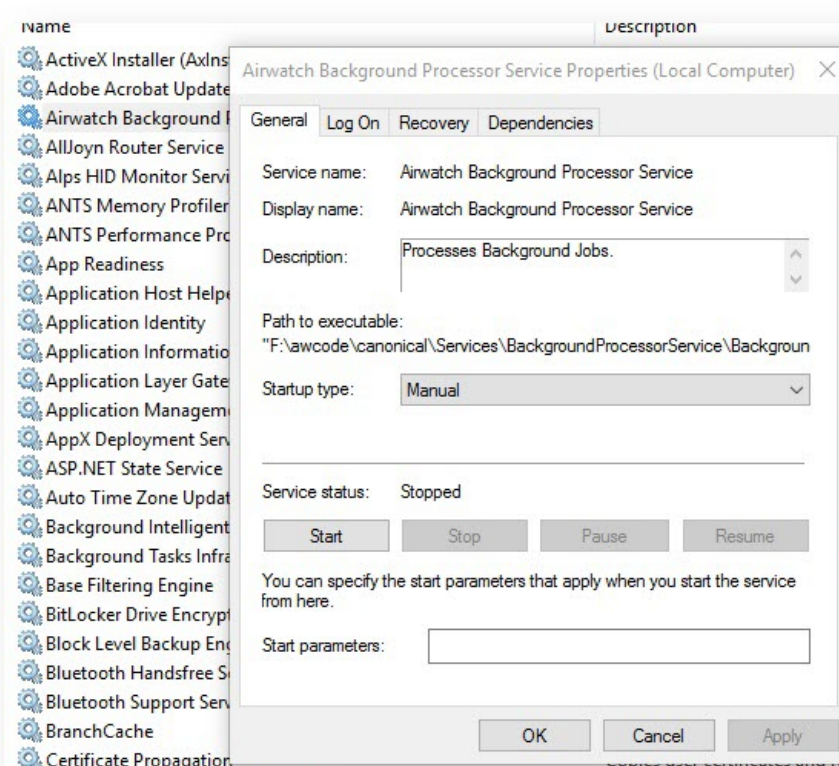 Name
Description
ActiveX Installer (AxIns
Adobe Acrobat Update
Airwatch Background P
AllJoyn Router Service
Alps HID Monitor Servi
ANTS Memory Profiler
ANTS Performance Pro
App Readiness
Application Host Helpe
Application Identity
Application Informatio
Application Layer Gate
Application Managem
AppX Deployment Serv
ASP.NET State Service
Auto Time Zone Updat
Background Intelligent
Background Tasks Infra
Base Filtering Engine
BitLocker Drive Encrypt
Block Level Backup Eng
Bluetooth Handsfree S
Bluetooth Support Serv
BranchCache
Certificate Propagation
Airwatch Background Processor Service Properties (Local Computer)
General Log On Recovery Dependencies
Service name: Airwatch Background Processor Service
Display name: Airwatch Background Processor Service
Description: Processes Background Jobs.
Path to executable:
"F:\awcode\canonical\Services\BackgroundProcessorService\Backgroun
Startup type: Manual
Service status: Stopped
Start Stop Pause Resume
You can specify the start parameters that apply when you start the service
from here.
Start parameters:
OK Cancel Apply